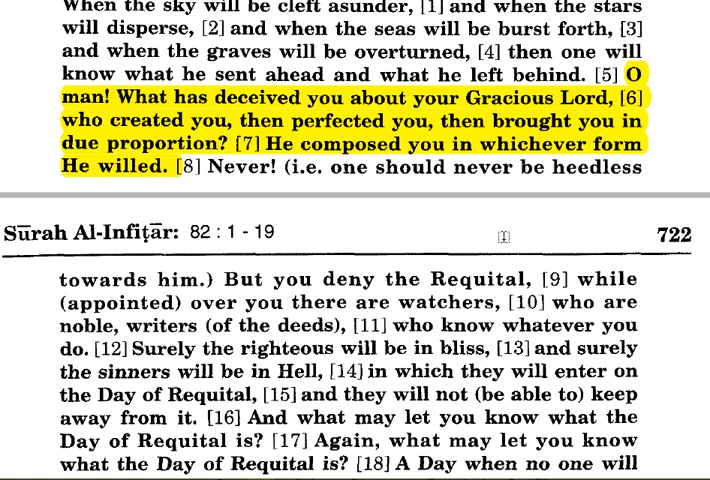 When the sky will be cleft asunder, [1] and when the stars
will disperse, [2] and when the seas will be burst forth, [3]
and when the graves will be overturned, [4] then one will
know what he sent ahead and what he left behind. [5] O
man! What has deceived you about your Gracious Lord, [6]
who created you, then perfected you, then brought you in
due proportion? [7] He composed you in whichever form
He willed. [8] Never! (i.e. one should never be heedless
Sūrah Al-Infiṭār: 82 : 1 - 19 722
towards him.) But you deny the Requital, [9] while
(appointed) over you there are watchers, [10] who are
noble, writers (of the deeds), [11] who know whatever you
do. [12] Surely the righteous will be in bliss, [13] and surely
the sinners will be in Hell, [14] in which they will enter on
the Day of Requital, [15] and they will not (be able to) keep
away from it. [16] And what may let you know what the
Day of Requital is? [17] Again, what may let you know
what the Day of Requital is? [18] A Day when no one will